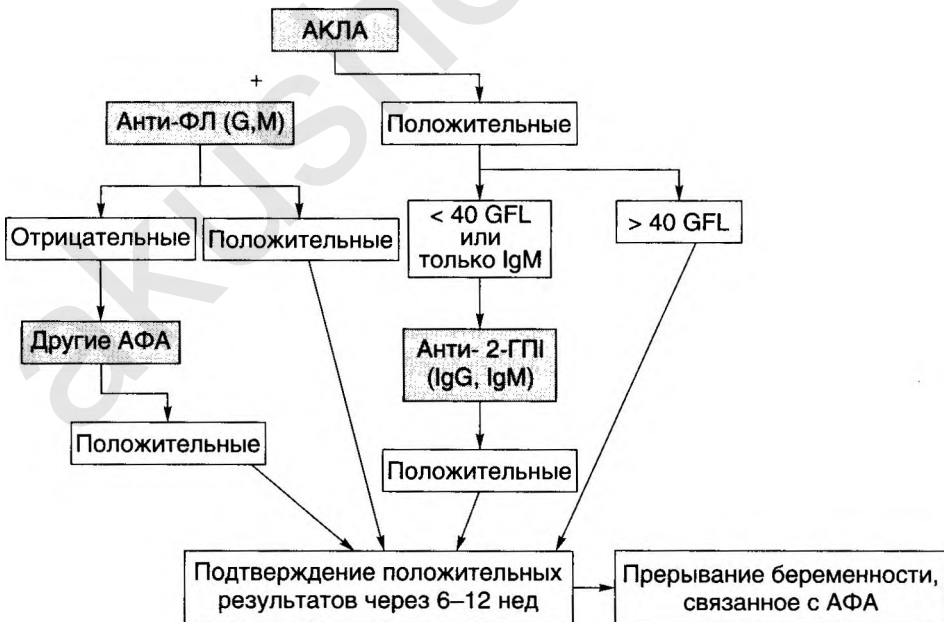 АКЛА
+
Анти-ФЛ (G,M)
Положительные
Отрицательные
Положительные
< 40 GFL
или
только IgM
> 40 GFL
Другие АФА
Анти- 2-ГПI
(IgG, IgM)
Положительные
Положительные
Подтверждение положительных
результатов через 6–12 нед
Прерывание беременности,
связанное с АФА